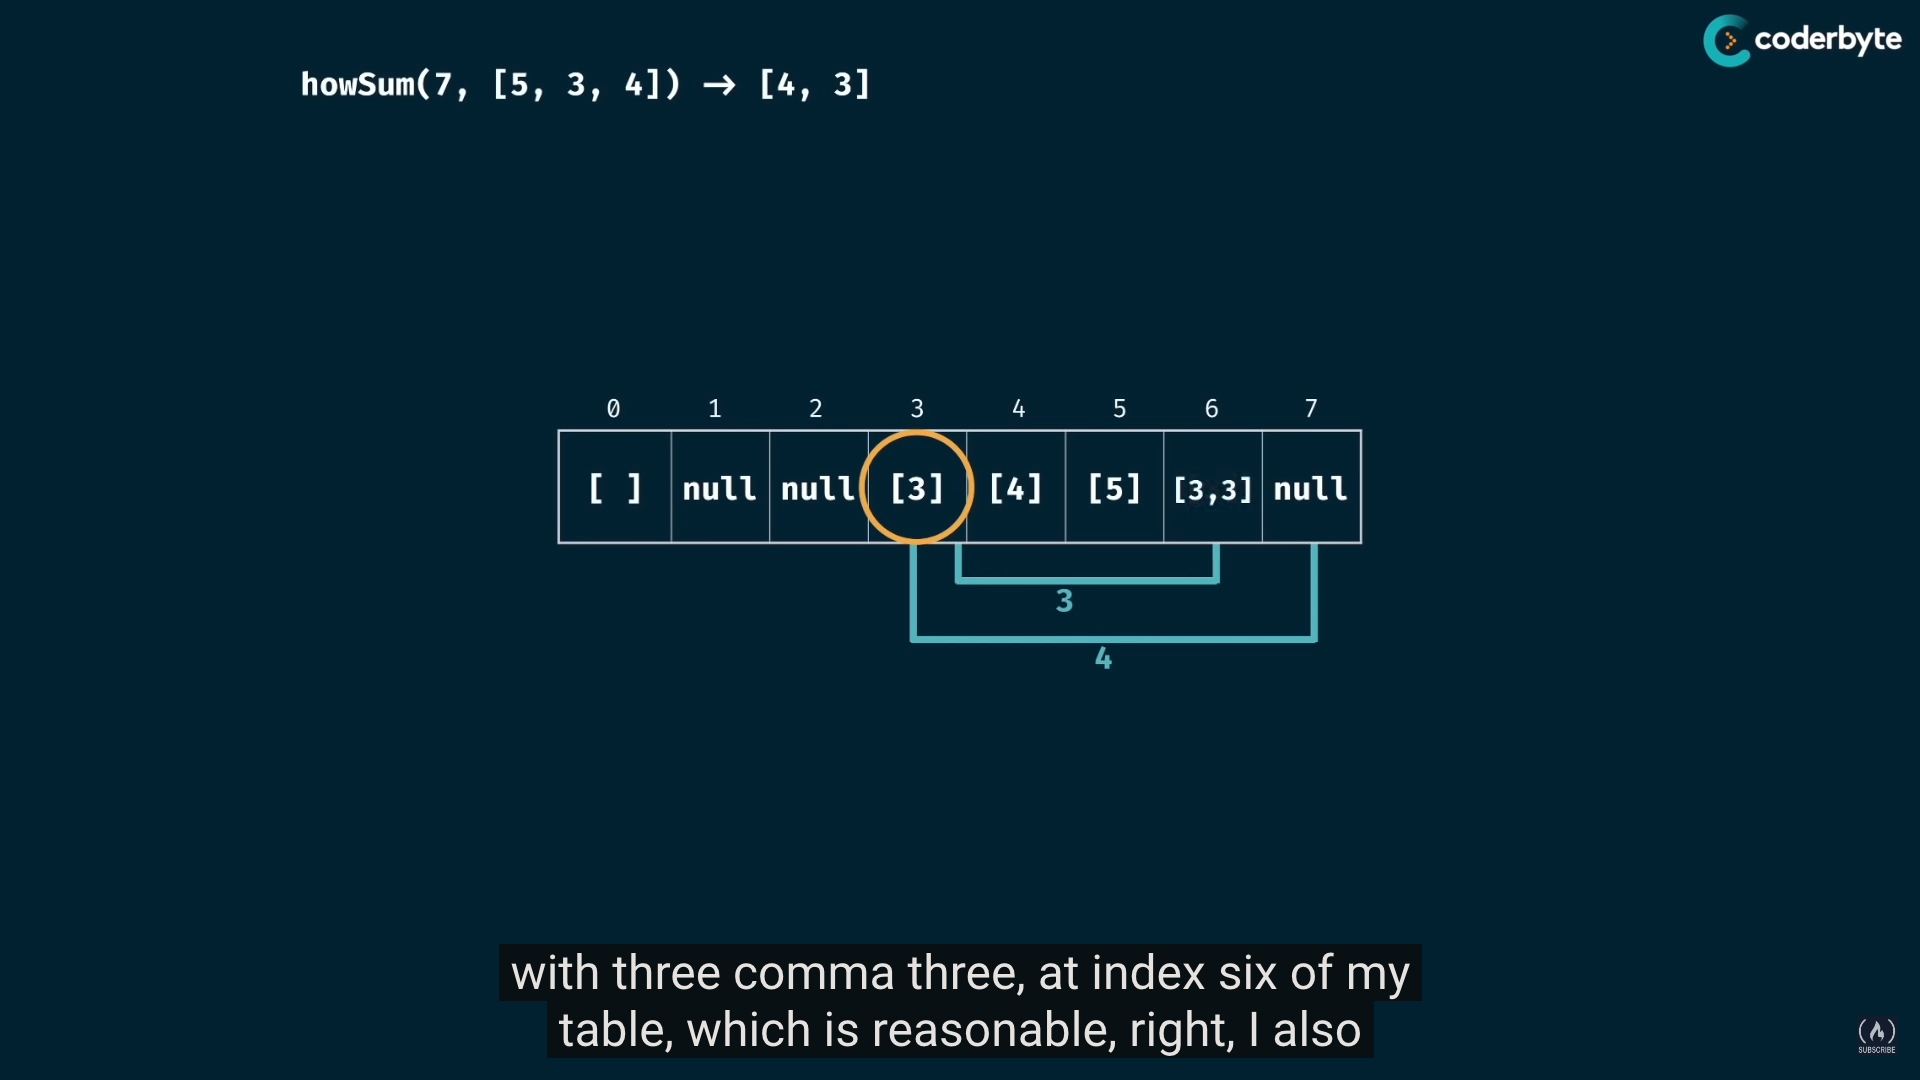 coderbyte
howSum(7, [5, 3, 4]) → [4, 3]
0 1 2 3 4 5 6 7
[ ] null null [3] [4] [5] [3,3] null
3
4
with three comma three, at index six of my
table, which is reasonable, right, I also
SUBSCRIBE